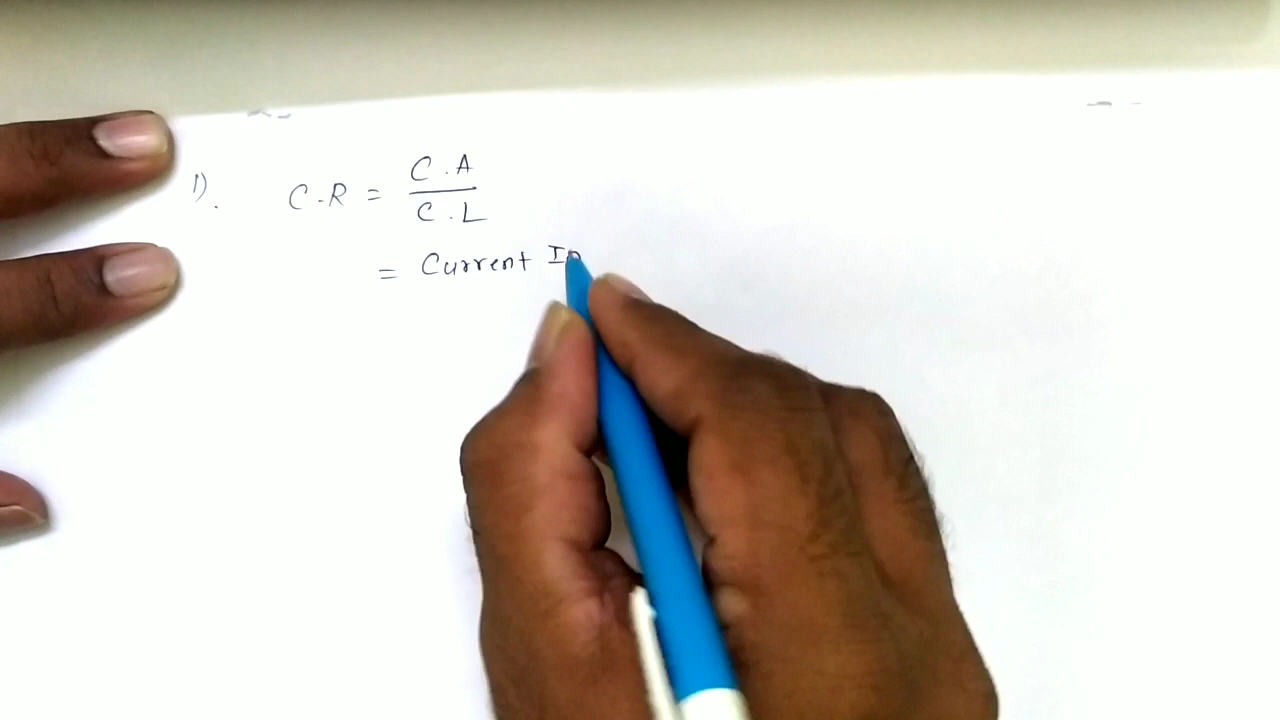 1). C.R = C.A / C.L
= Current